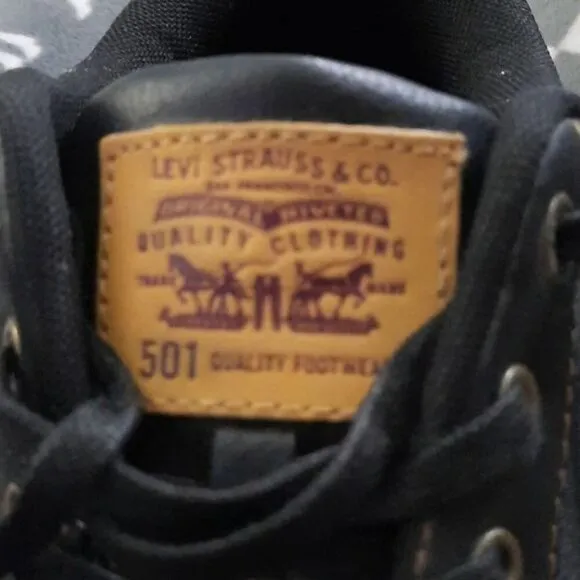 LEVI STRAUSS & CO.
SAN FRANCISCO, CAL.
ORIGINAL RIVETED
QUALITY CLOTHING
TRADE MARK
501 QUALITY FOOTWEAR